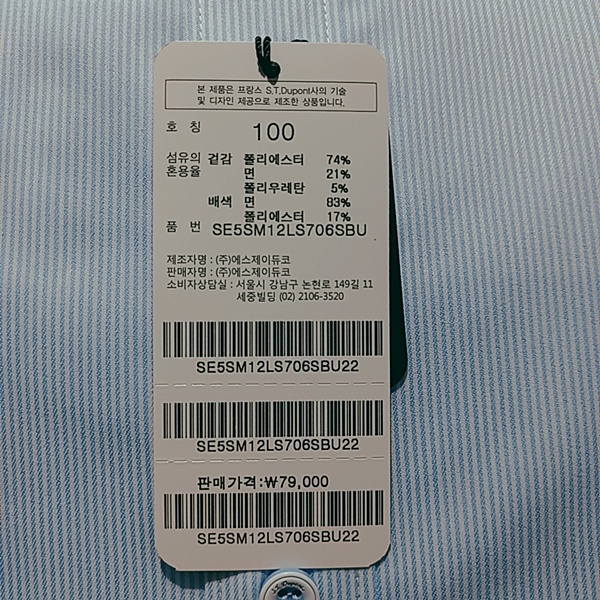 본 제품은 프랑스 S.T.Dupont사의 기술
및 디자인 제공으로 제조한 상품입니다.
호 칭 100
섬유의 겉감 폴리에스터 74%
혼용율 면 21%
폴리우레탄 5%
배색 면 83%
폴리에스터 17%
품 번 SE5SM12LS706SBU
제조자명 : (주)에스제이듀코
판매자명 : (주)에스제이듀코
소비자상담실 : 서울시 강남구 논현로 149길 11
세중빌딩 (02) 2106-3520
SE5SM12LS706SBU22
SE5SM12LS706SBU22
판매가격:₩79,000
SE5SM12LS706SBU22
S.T. Dupont